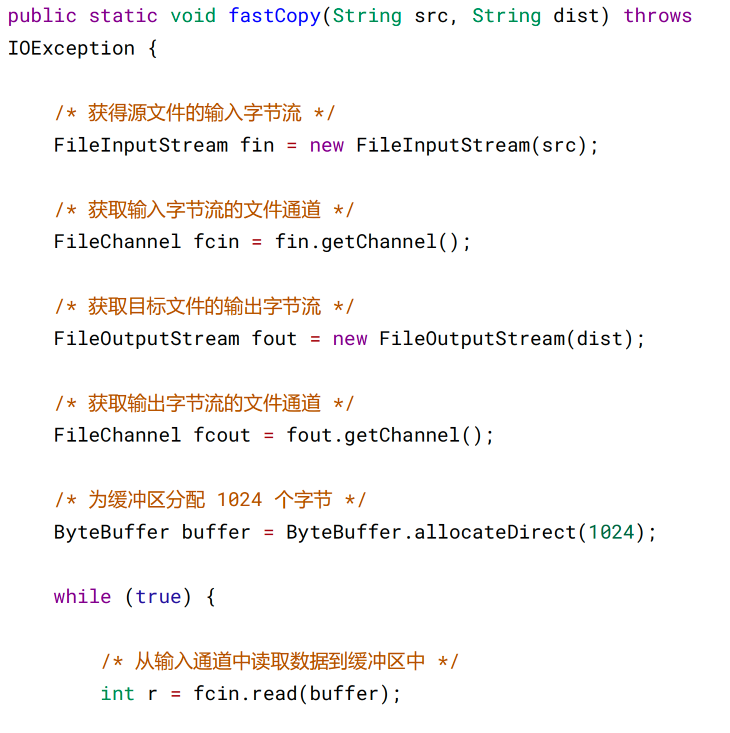 public static void fastCopy(String src, String dist) throws
IOException {
/* 获得源文件的输入字节流 */
FileInputStream fin = new FileInputStream(src);
/* 获取输入字节流的文件通道 */
FileChannel fcin = fin.getChannel();
/* 获取目标文件的输出字节流 */
FileOutputStream fout = new FileOutputStream(dist);
/* 获取输出字节流的文件通道 */
FileChannel fcout = fout.getChannel();
/* 为缓冲区分配 1024 个字节 */
ByteBuffer buffer = ByteBuffer.allocateDirect(1024);
while (true) {
/* 从输入通道中读取数据到缓冲区中 */
int r = fcin.read(buffer);